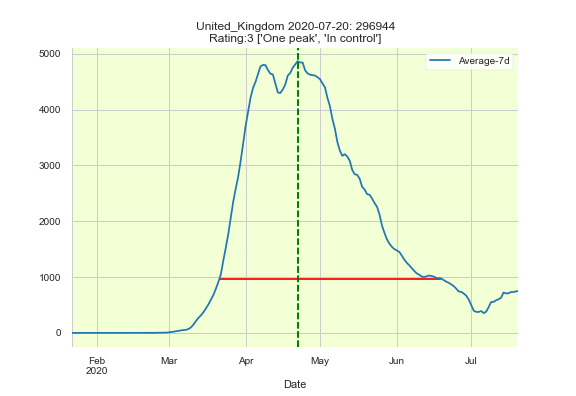 United_Kingdom 2020-07-20: 296944
Rating:3 ['One peak', 'In control']
Average-7d
5000
4000
3000
2000
1000
0
Feb
2020
Mar
Apr
May
Jun
Jul
Date